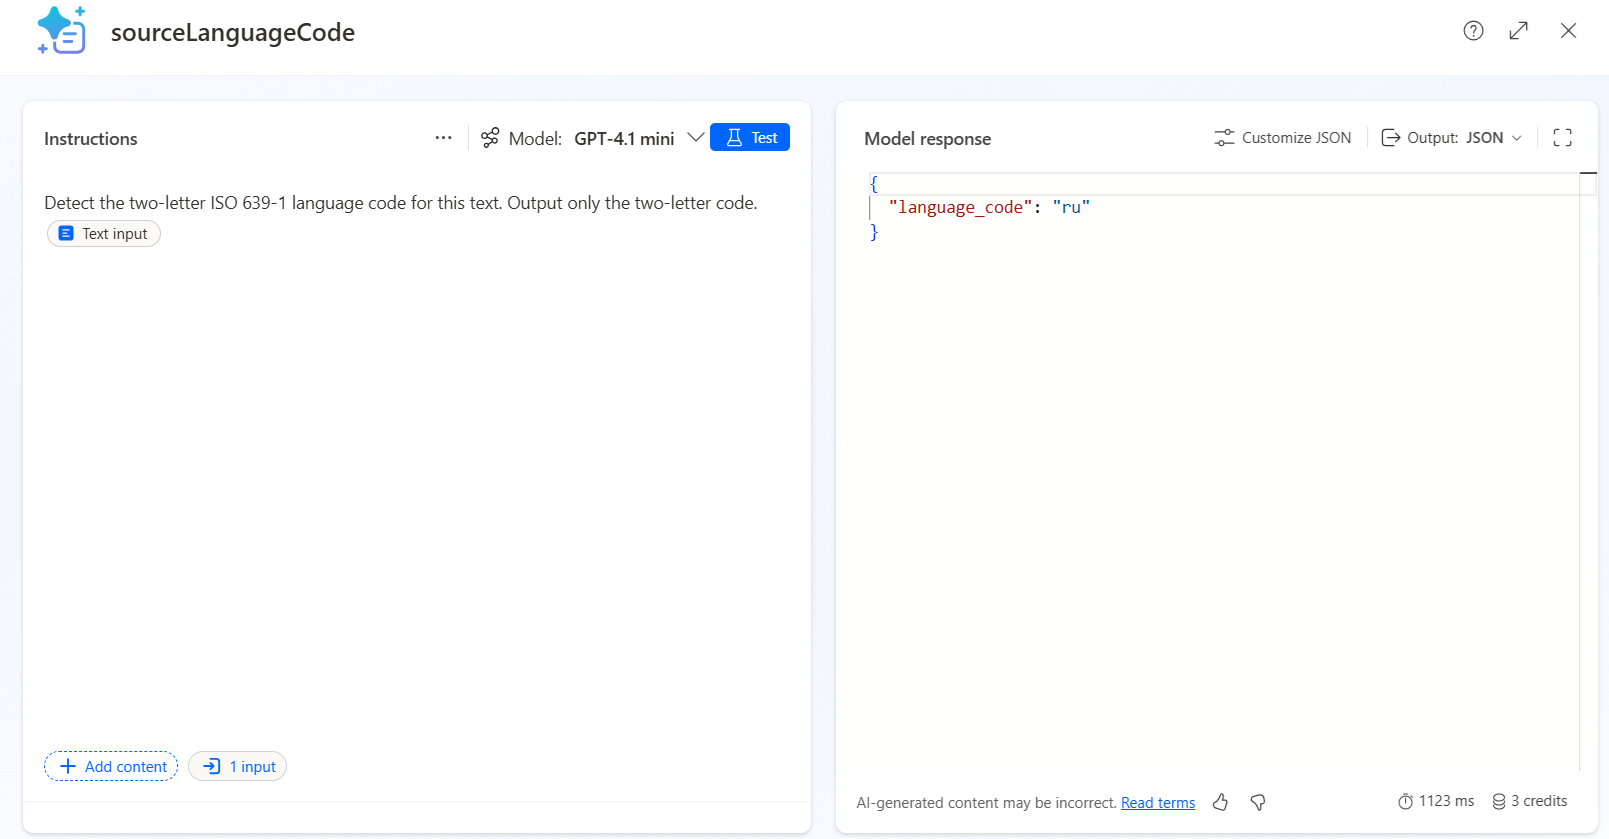 sourceLanguageCode
Instructions
Model: GPT-4.1 mini
Test
Detect the two-letter ISO 639-1 language code for this text. Output only the two-letter code.
Text input
Add content
1 input
Model response
Customize JSON
Output: JSON
{
"language_code": "ru"
}
AI-generated content may be incorrect. Read terms
1123 ms
3 credits